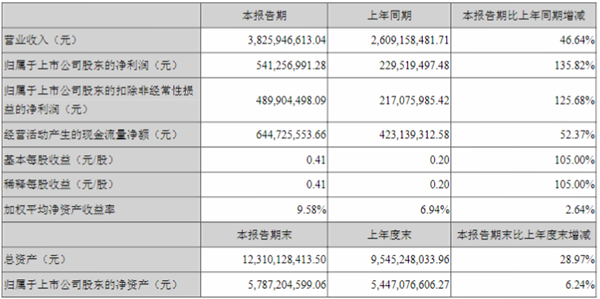 本报告期 上年同期 本报告期比上年同期增减
营业收入（元） 3,825,946,613.04 2,609,158,481.71 46.64%
归属于上市公司股东的净利润（元） 541,256,991.28 229,519,497.48 135.82%
归属于上市公司股东的扣除非经常性损
益的净利润（元） 489,904,498.09 217,075,985.42 125.68%
经营活动产生的现金流量净额（元） 644,725,553.66 423,139,312.58 52.37%
基本每股收益（元/股） 0.41 0.20 105.00%
稀释每股收益（元/股） 0.41 0.20 105.00%
加权平均净资产收益率 9.58% 6.94% 2.64%
本报告期末 上年度末 本报告期末比上年度末增减
总资产（元） 12,310,128,413.50 9,545,248,033.96 28.97%
归属于上市公司股东的净资产（元） 5,787,204,599.06 5,447,076,606.27 6.24%